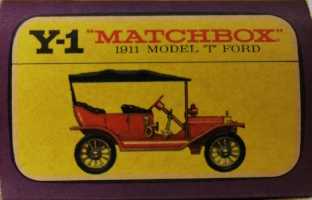 Y-1 "MATCHBOX"
1911 MODEL "T" FORD